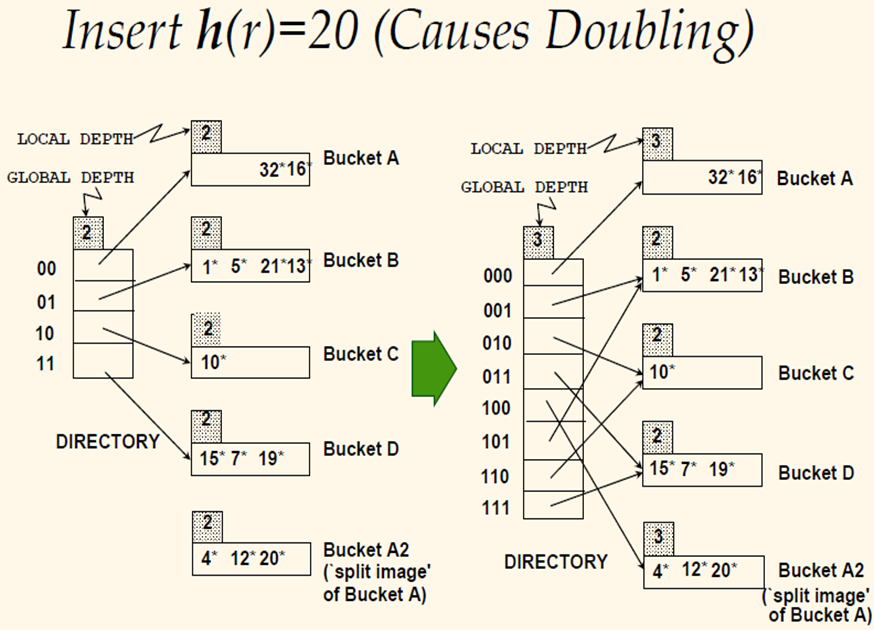 Insert h(r)=20 (Causes Doubling)
LOCAL DEPTH
GLOBAL DEPTH
2
00
01
10
11
DIRECTORY
2
32* 16*
Bucket A
2
1* 5* 21* 13*
Bucket B
2
10*
Bucket C
2
15* 7* 19*
Bucket D
2
4* 12* 20*
Bucket A2
(`split image'
of Bucket A)
LOCAL DEPTH
GLOBAL DEPTH
3
000
001
010
011
100
101
110
111
DIRECTORY
3
32* 16*
Bucket A
2
1* 5* 21* 13*
Bucket B
2
10*
Bucket C
2
15* 7* 19*
Bucket D
3
4* 12* 20*
Bucket A2
(`split image'
of Bucket A)